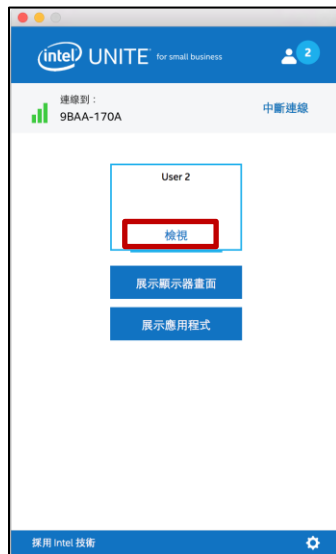 intel UNITE for small business
2
連線到：
9BAA-170A
中斷連線
User 2
檢視
展示顯示器畫面
展示應用程式
採用 Intel 技術